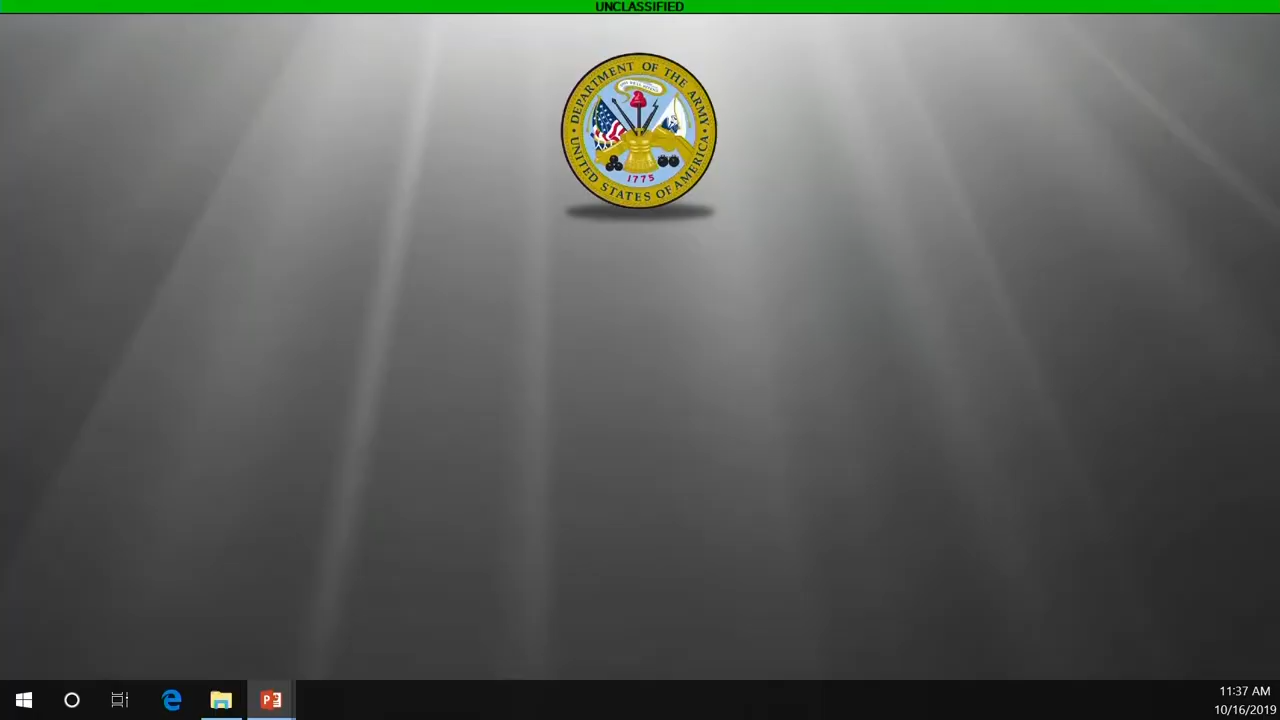 UNCLASSIFIED
DEPARTMENT OF THE ARMY
UNITED STATES OF AMERICA
1775
11:37 AM
10/16/2019